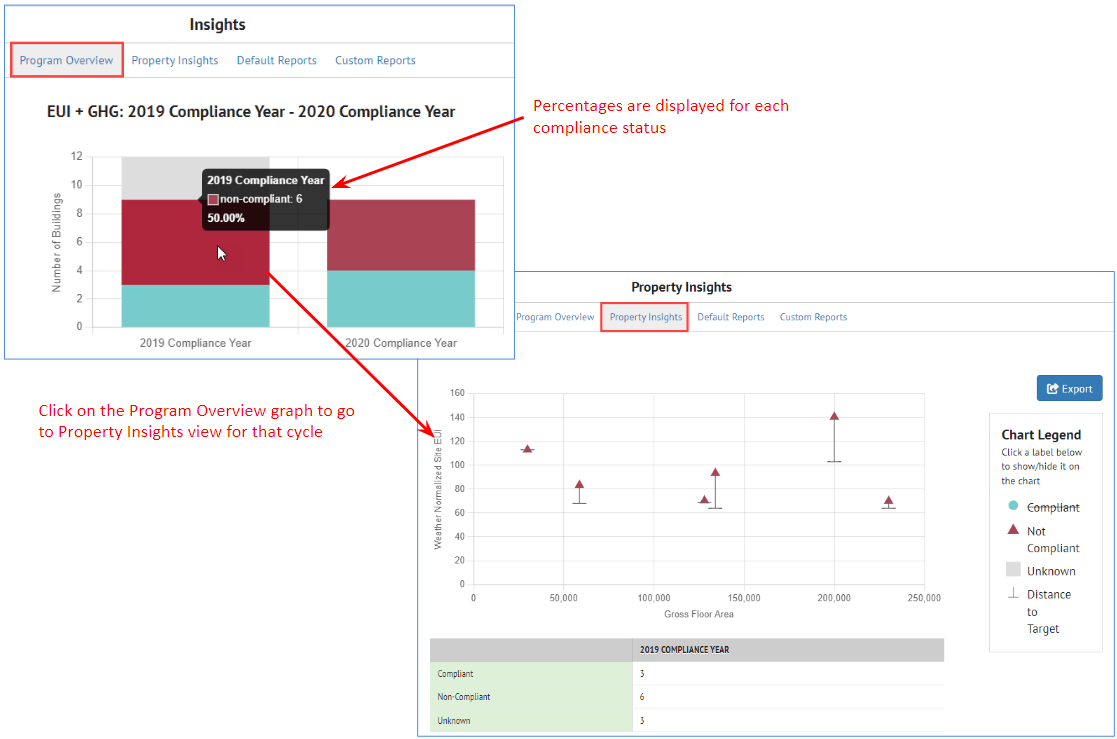 Insights
Program Overview Property Insights Default Reports Custom Reports
EUI + GHG: 2019 Compliance Year - 2020 Compliance Year
Percentages are displayed for each
compliance status
12
10
8
6
4
2
0
Number of Buildings
2019 Compliance Year
non-compliant: 6
50.00%
2019 Compliance Year 2020 Compliance Year
Click on the Program Overview graph to go
to Property Insights view for that cycle
Property Insights
Program Overview Property Insights Default Reports Custom Reports
Export
160
140
120
100
80
60
40
20
0
Weather Normalized Site EUI
0 50,000 100,000 150,000 200,000 250,000
Gross Floor Area
Chart Legend
Click a label below
to show/hide it on
the chart
Compliant
Not
Compliant
Unknown
Distance
to
Target
2019 COMPLIANCE YEAR
Compliant 3
Non-Compliant 6
Unknown 3